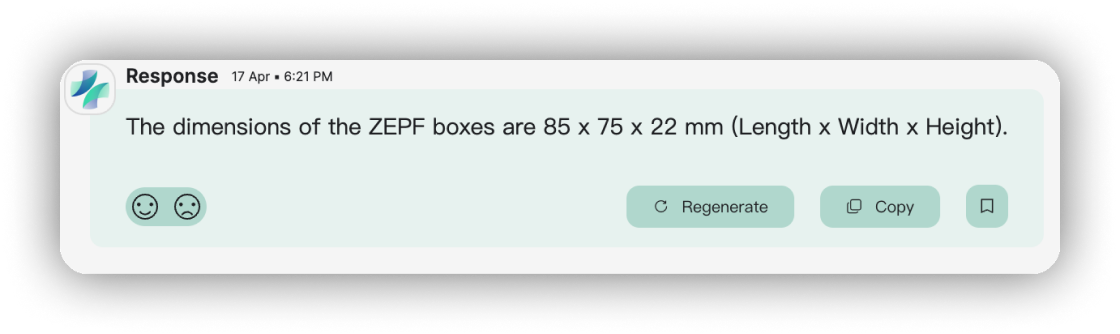 Response 17 Apr ▪ 6:21 PM
The dimensions of the ZEPF boxes are 85 x 75 x 22 mm (Length x Width x Height).
Regenerate Copy